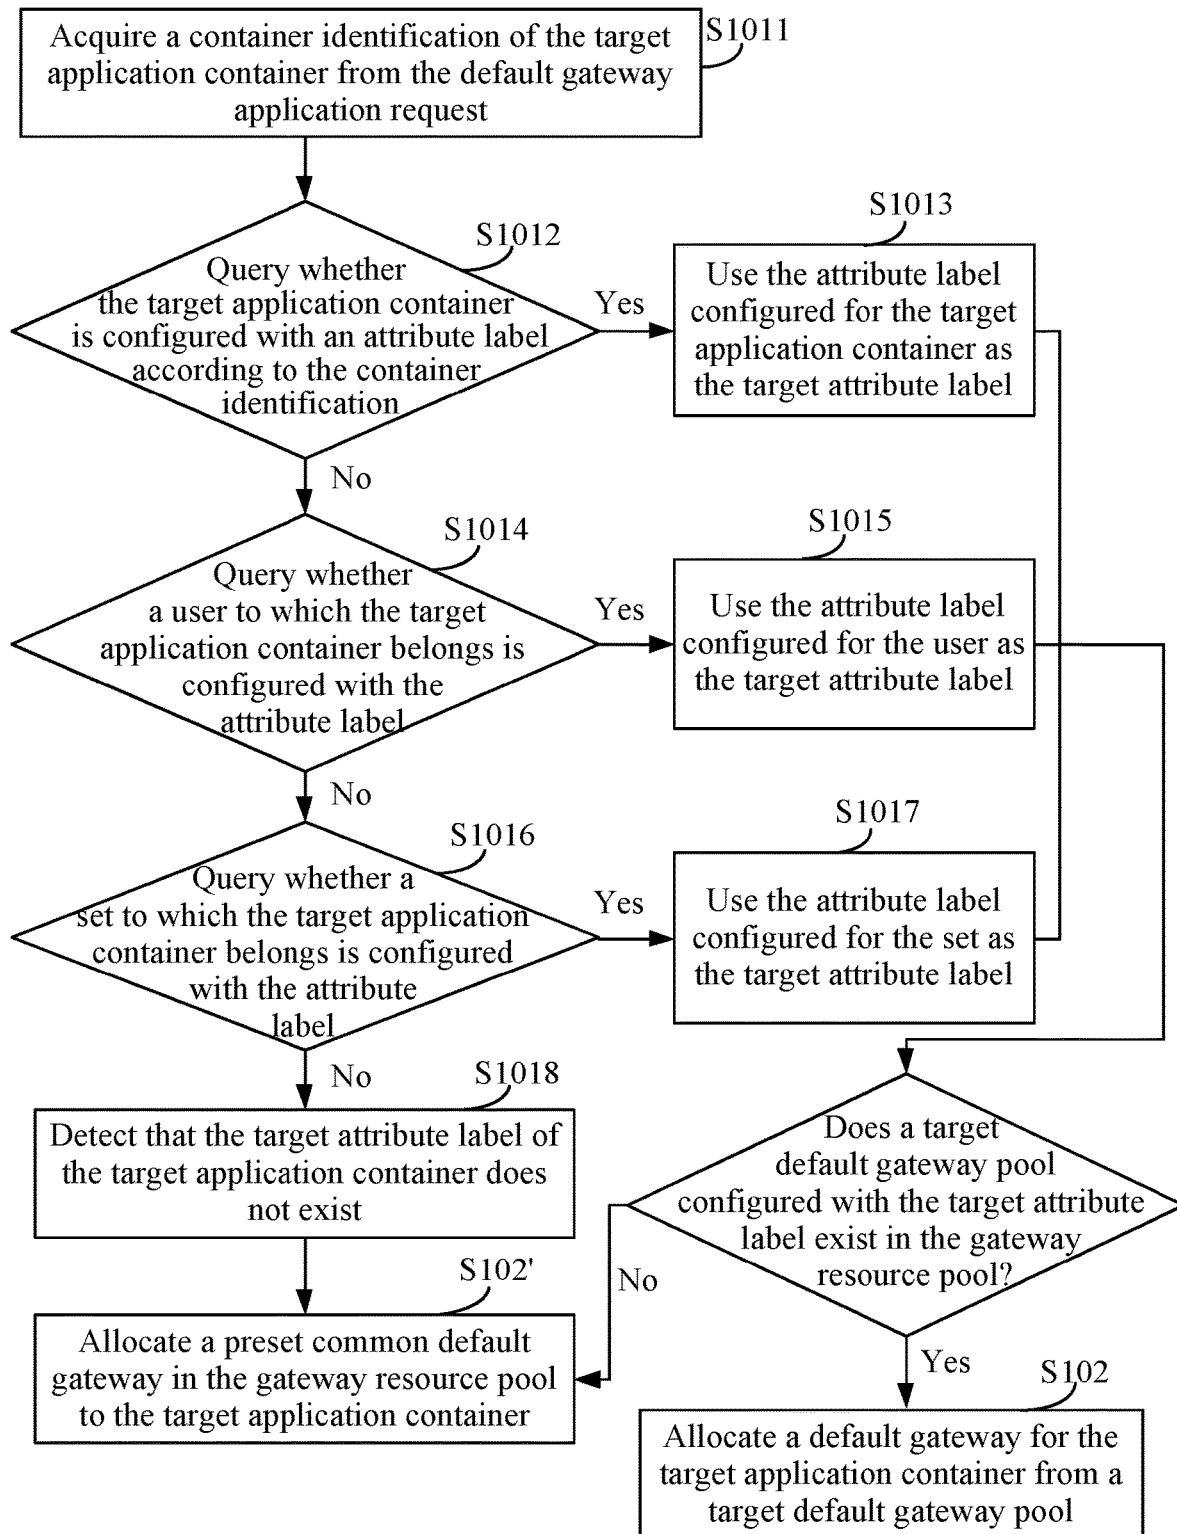 Acquire a container identification of the target
application container from the default gateway
application request
S1011
S1012
Query whether
the target application container
is configured with an attribute label
according to the container
identification
Yes
S1013
Use the attribute label
configured for the target
application container as
the target attribute label
No
S1014
Query whether
a user to which the target
application container belongs is
configured with the
attribute label
Yes
S1015
Use the attribute label
configured for the user as
the target attribute label
No
S1016
Query whether a
set to which the target application
container belongs is configured
with the attribute
label
Yes
S1017
Use the attribute label
configured for the set as
the target attribute label
No
S1018
Detect that the target attribute label of
the target application container does
not exist
Does a target
default gateway pool
configured with the target attribute
label exist in the gateway
resource pool?
No
S102'
Allocate a preset common default
gateway in the gateway resource pool
to the target application container
Yes
S102
Allocate a default gateway for the
target application container from a
target default gateway pool